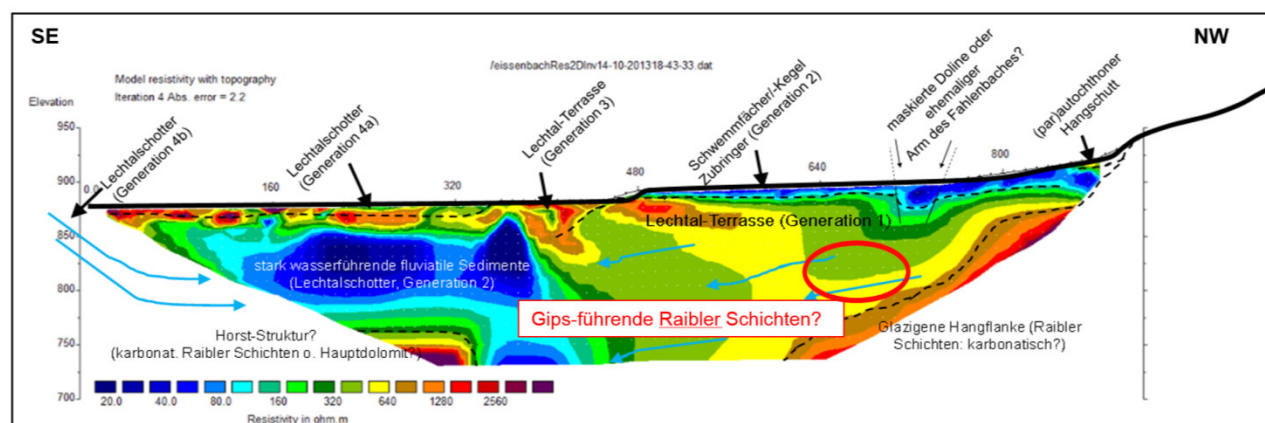 SE
NW
Model resistivity with topography
Iteration 4 Abs. error = 2.2
/eissenbachRes2DInv14-10-201318-43-33.dat
Elevation
950
900
850
800
750
700
Lechtalschotter
(Generation 4b)
Lechtalschotter
(Generation 4a)
Lechtal-Terrasse
(Generation 3)
Schwemmfächer/-Kegel
Zubringer (Generation 2)
maskierte Doline oder
ehemaliger
Arm des Fahlenbaches?
(par)autochthoner
Hangschutt
0.0
160
320
480
640
800
Lechtal-Terrasse (Generation 1)
stark wasserführende fluviatile Sedimente
(Lechtalschotter, Generation 2)
Gips-führende Raibler Schichten?
Horst-Struktur?
(karbonat. Raibler Schichten o. Hauptdolomit?)
Glazigene Hangflanke (Raibler
Schichten: karbonatisch?)
20.0 40.0 80.0 160 320 640 1280 2560
Resistivity in ohm.m